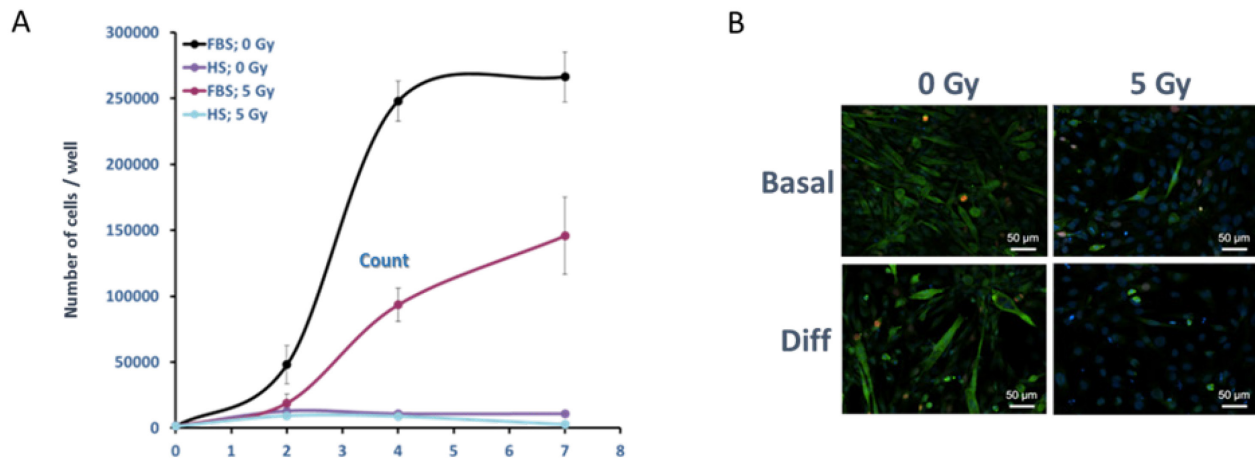 A
300000
250000
200000
150000
100000
50000
0
Number of cells / well
FBS; 0 Gy
HS; 0 Gy
FBS; 5 Gy
HS; 5 Gy
Count
0 1 2 3 4 5 6 7 8
B
0 Gy 5 Gy
Basal
50 µm 50 µm
Diff
50 µm 50 µm